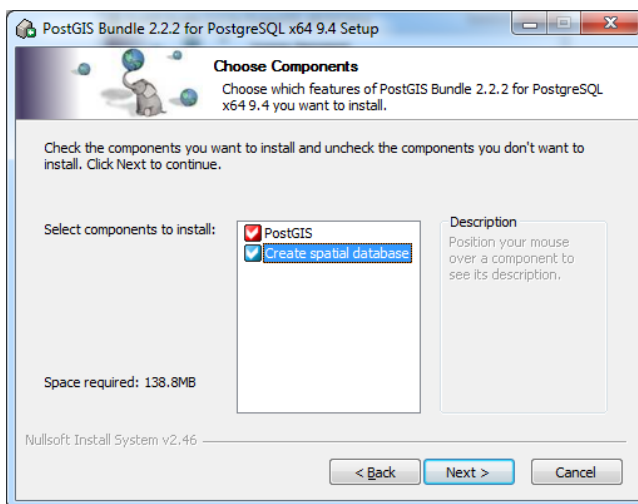 PostGIS Bundle 2.2.2 for PostgreSQL x64 9.4 Setup
Choose Components
Choose which features of PostGIS Bundle 2.2.2 for PostgreSQL
x64 9.4 you want to install.
Check the components you want to install and uncheck the components you don't want to
install. Click Next to continue.
Select components to install:
PostGIS
Create spatial database
Description
Position your mouse
over a component to
see its description.
Space required: 138.8MB
Nullsoft Install System v2.46
< Back
Next >
Cancel